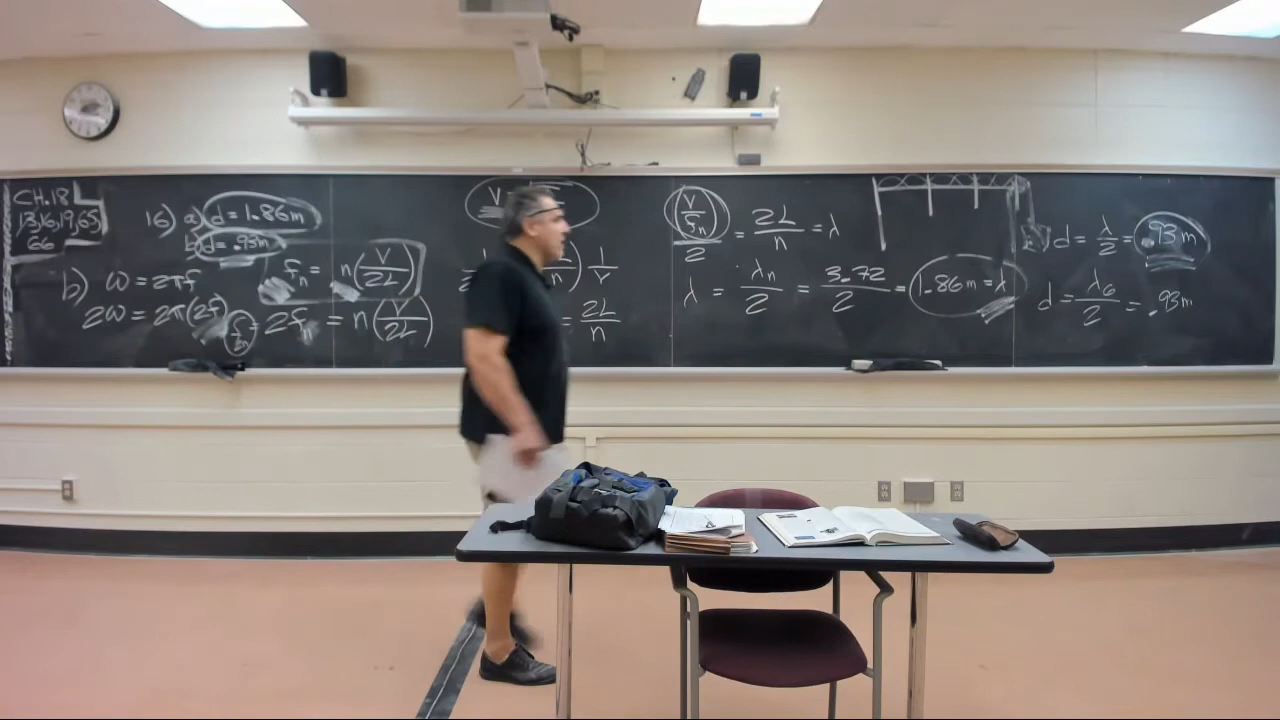 CH.18
13,16,19,65,
66
16) a) d = 1.86m
b) d = .93m
b) ω = 2πf
fₙ = n(V/2L)
2ω = 2π(2f)
2fₙ = n(V/2L)
V
1/V
= 2L/n
V/fₙ = 2L/n = λ
2
λ = λₙ/2 = 3.72/2 = 1.86m = λ
d = λ/2 = .93m
d = λ₆/2 = .93m